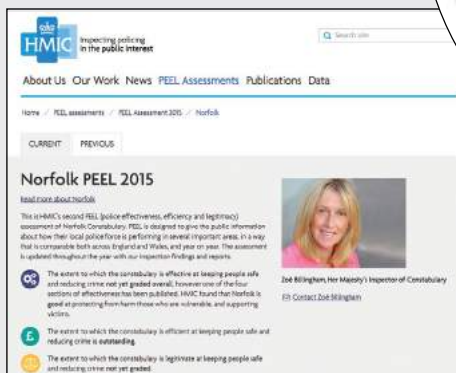 HMIC Inspecting policing
in the public interest
Search site
About Us Our Work News PEEL Assessments Publications Data
Home / PEEL assessments / PEEL Assessment 2015 / Norfolk
CURRENT PREVIOUS
Norfolk PEEL 2015
Read more about Norfolk
This is HMIC's second PEEL (police effectiveness, efficiency and legitimacy)
assessment of Norfolk Constabulary. PEEL is designed to give the public information
about how their local police force is performing in several important areas, in a way
that is comparable both across England and Wales, and year on year. The assessment
is updated throughout the year with our inspection findings and reports.
The extent to which the constabulary is effective at keeping people safe
and reducing crime not yet graded overall, however one of the four
sections of effectiveness has been published. HMIC found that Norfolk is
good at protecting from harm those who are vulnerable, and supporting
victims.
£
The extent to which the constabulary is efficient at keeping people safe and
reducing crime is outstanding.
The extent to which the constabulary is legitimate at keeping people safe
and reducing crime not yet graded.
Zoë Billingham, Her Majesty's Inspector of Constabulary
Contact Zoë Billingham